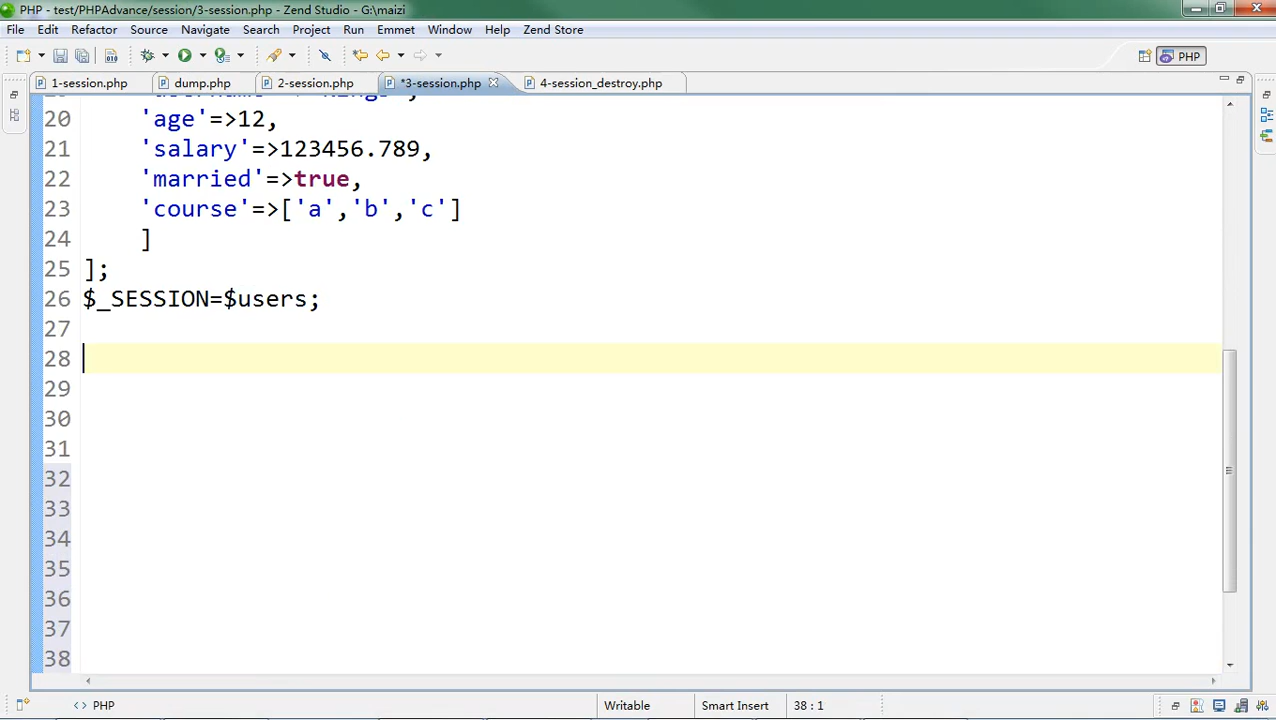 PHP - test/PHPAdvance/session/3-session.php - Zend Studio - G:\maizi
File Edit Refactor Source Navigate Search Project Run Emmet Window Help Zend Store
PHP
1-session.php dump.php 2-session.php *3-session.php 4-session_destroy.php
20 'age'=>12,
21 'salary'=>123456.789,
22 'married'=>true,
23 'course'=>['a','b','c']
24 ]
25 ];
26 $_SESSION=$users;
27
28
29
30
31
32
33
34
35
36
37
38
<> PHP Writable Smart Insert 38 : 1